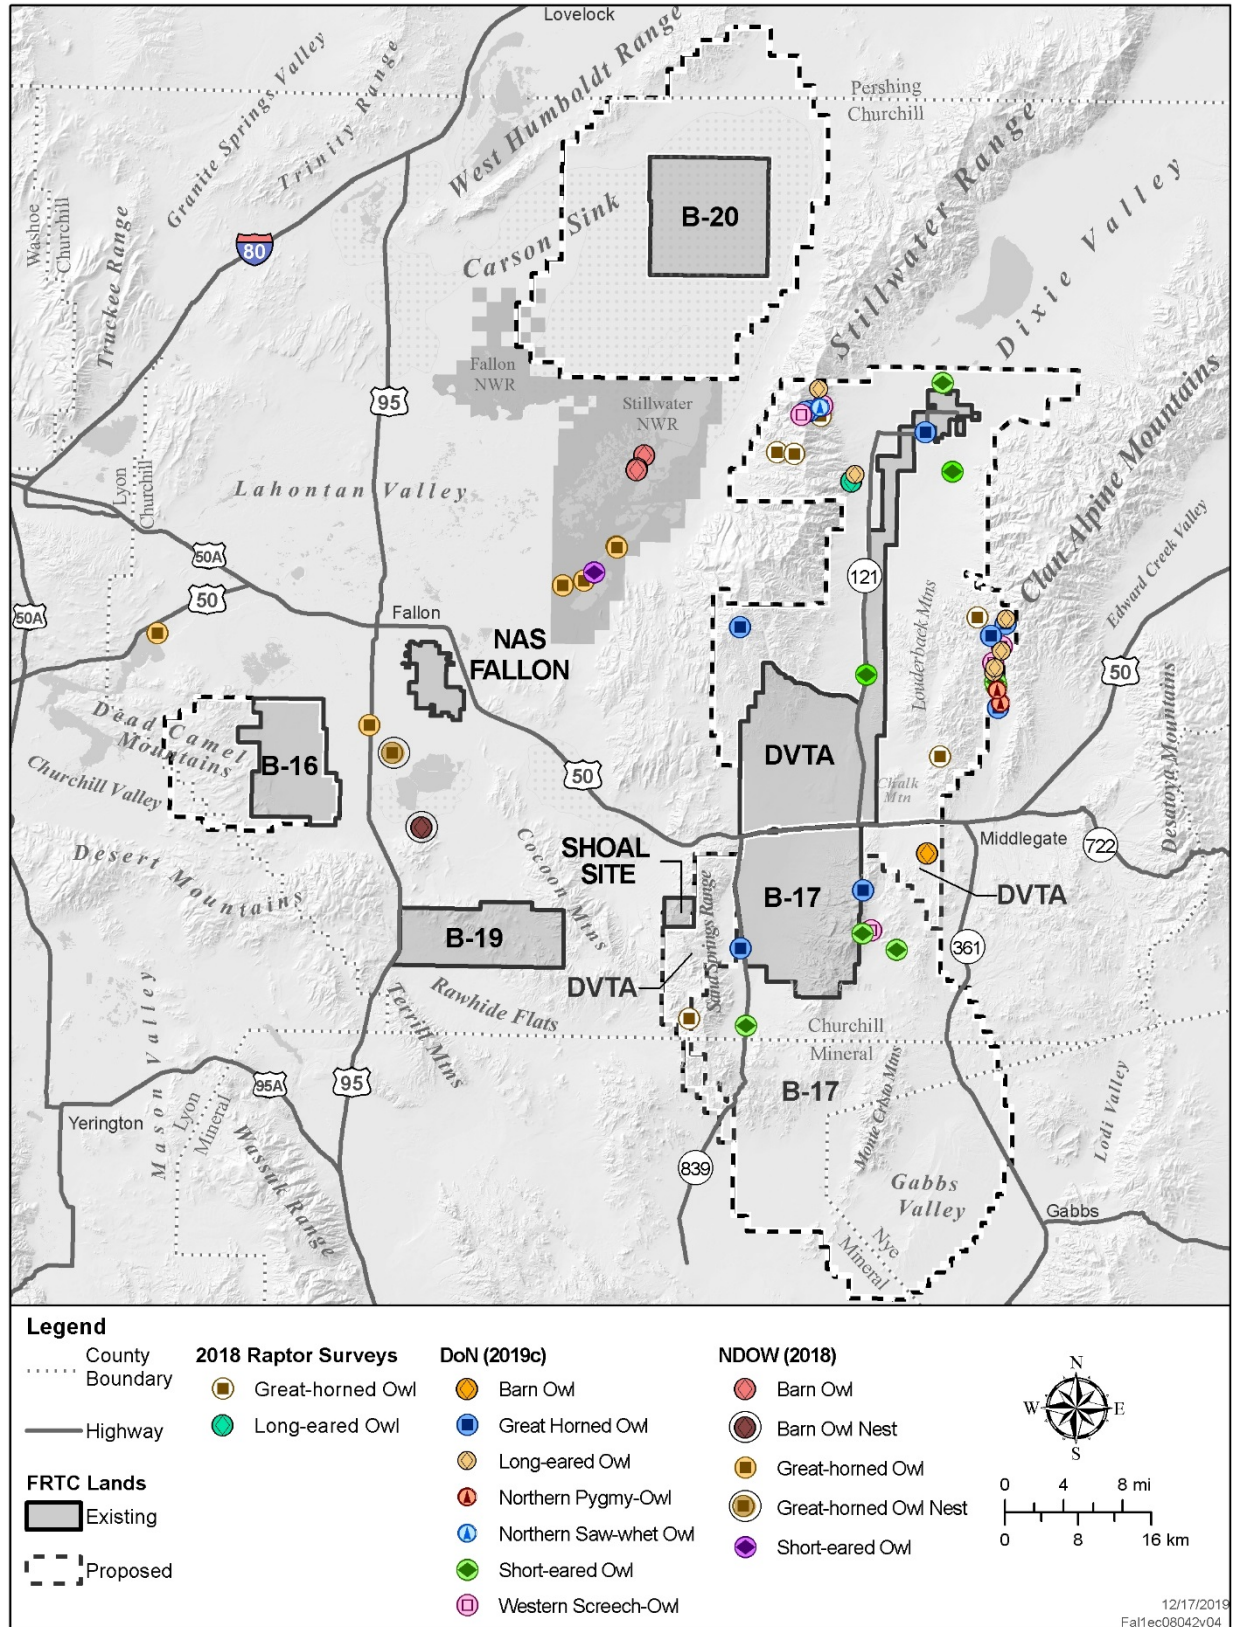 Lovelock
Pershing
Churchill
Granite Springs Valley
Trinity Range
West Humboldt Range
Washoe
Churchill
Truckee Range
80
Carson Sink
B-20
Stillwater Range
Dixie Valley
Fallon
NWR
95
Stillwater
NWR
Clan Alpine Mountains
Lahontan Valley
Lyon
Churchill
50A
50
50A
Fallon
121
Edward Creek Valley
NAS
FALLON
Louderback Mtns
50
Desatoya Mountains
Dead Camel
Mountains
B-16
Churchill Valley
50
DVTA
Chalk
Mtn
Middlegate
722
Desert Mountains
Cocoon Mtns
SHOAL
SITE
Sand Springs Range
B-17
DVTA
B-19
361
DVTA
Rawhide Flats
Terrill Mtns
Churchill
Mineral
Mason Valley
95A
95
B-17
Monte Cristo Mtns
Lodi Valley
Yerington
Lyon
Mineral
Wassuk Range
839
Gabbs
Valley
Gabbs
Nye
Mineral
Legend
County
Boundary
Highway
FRTC Lands
Existing
Proposed
2018 Raptor Surveys
Great-horned Owl
Long-eared Owl
DoN (2019c)
Barn Owl
Great Horned Owl
Long-eared Owl
Northern Pygmy-Owl
Northern Saw-whet Owl
Short-eared Owl
Western Screech-Owl
NDOW (2018)
Barn Owl
Barn Owl Nest
Great-horned Owl
Great-horned Owl Nest
Short-eared Owl
N
W E
S
0 4 8 mi
0 8 16 km
12/17/2019
Fal1ec08042v04